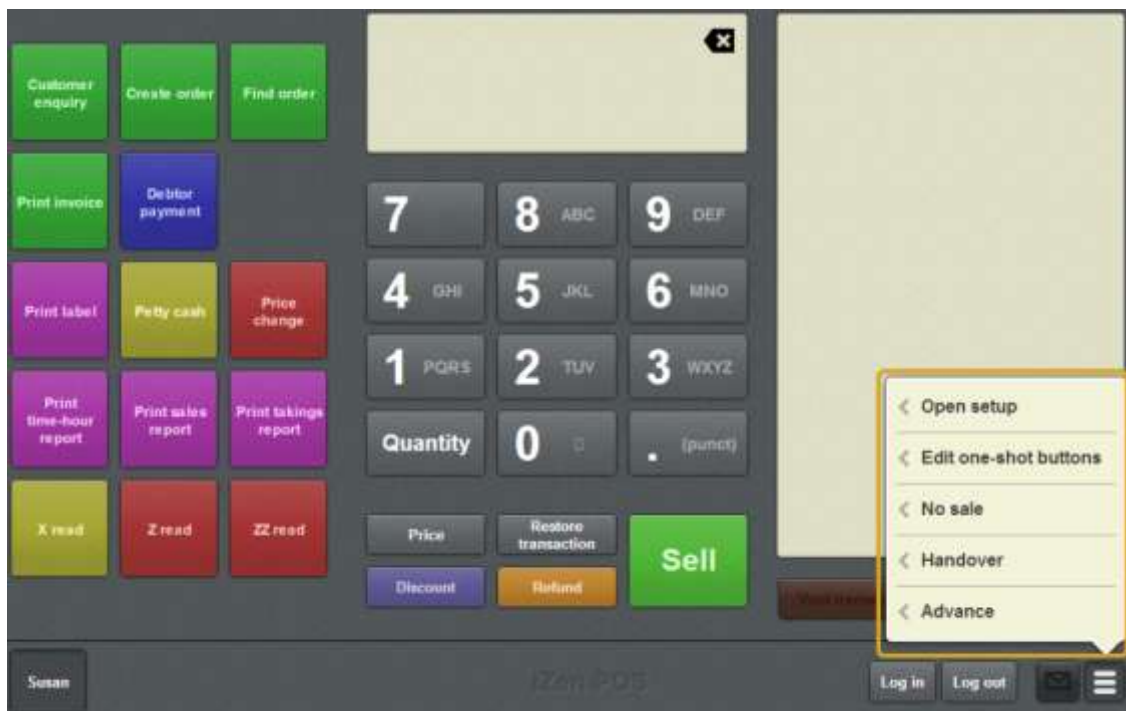 Customer
enquiry
Create order
Find order
Print invoice
Debtor
payment
Print label
Petty cash
Price
change
Print
time-hour
report
Print sales
report
Print takings
report
X read
Z read
ZZ read
7
8 ABC
9 DEF
4 GHI
5 JKL
6 MNO
1 PQRS
2 TUV
3 WXYZ
Quantity
0
. (punct)
Price
Restore
transaction
Discount
Refund
Sell
Open setup
Edit one-shot buttons
No sale
Handover
Advance
Susan
Log in
Log out